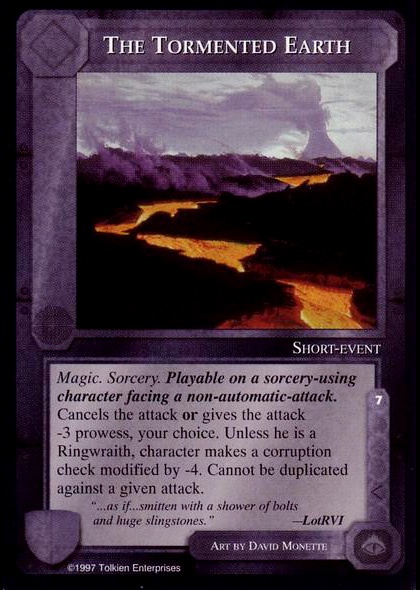 THE TORMENTED EARTH
SHORT-EVENT
Magic. Sorcery. Playable on a sorcery-using
character facing a non-automatic-attack.
7
Cancels the attack or gives the attack
-3 prowess, your choice. Unless he is a
Ringwraith, character makes a corruption
check modified by -4. Cannot be duplicated
against a given attack.
"...as if...smitten with a shower of bolts
and huge slingstones." —LotRVI
ART BY DAVID MONETTE
©1997 Tolkien Enterprises